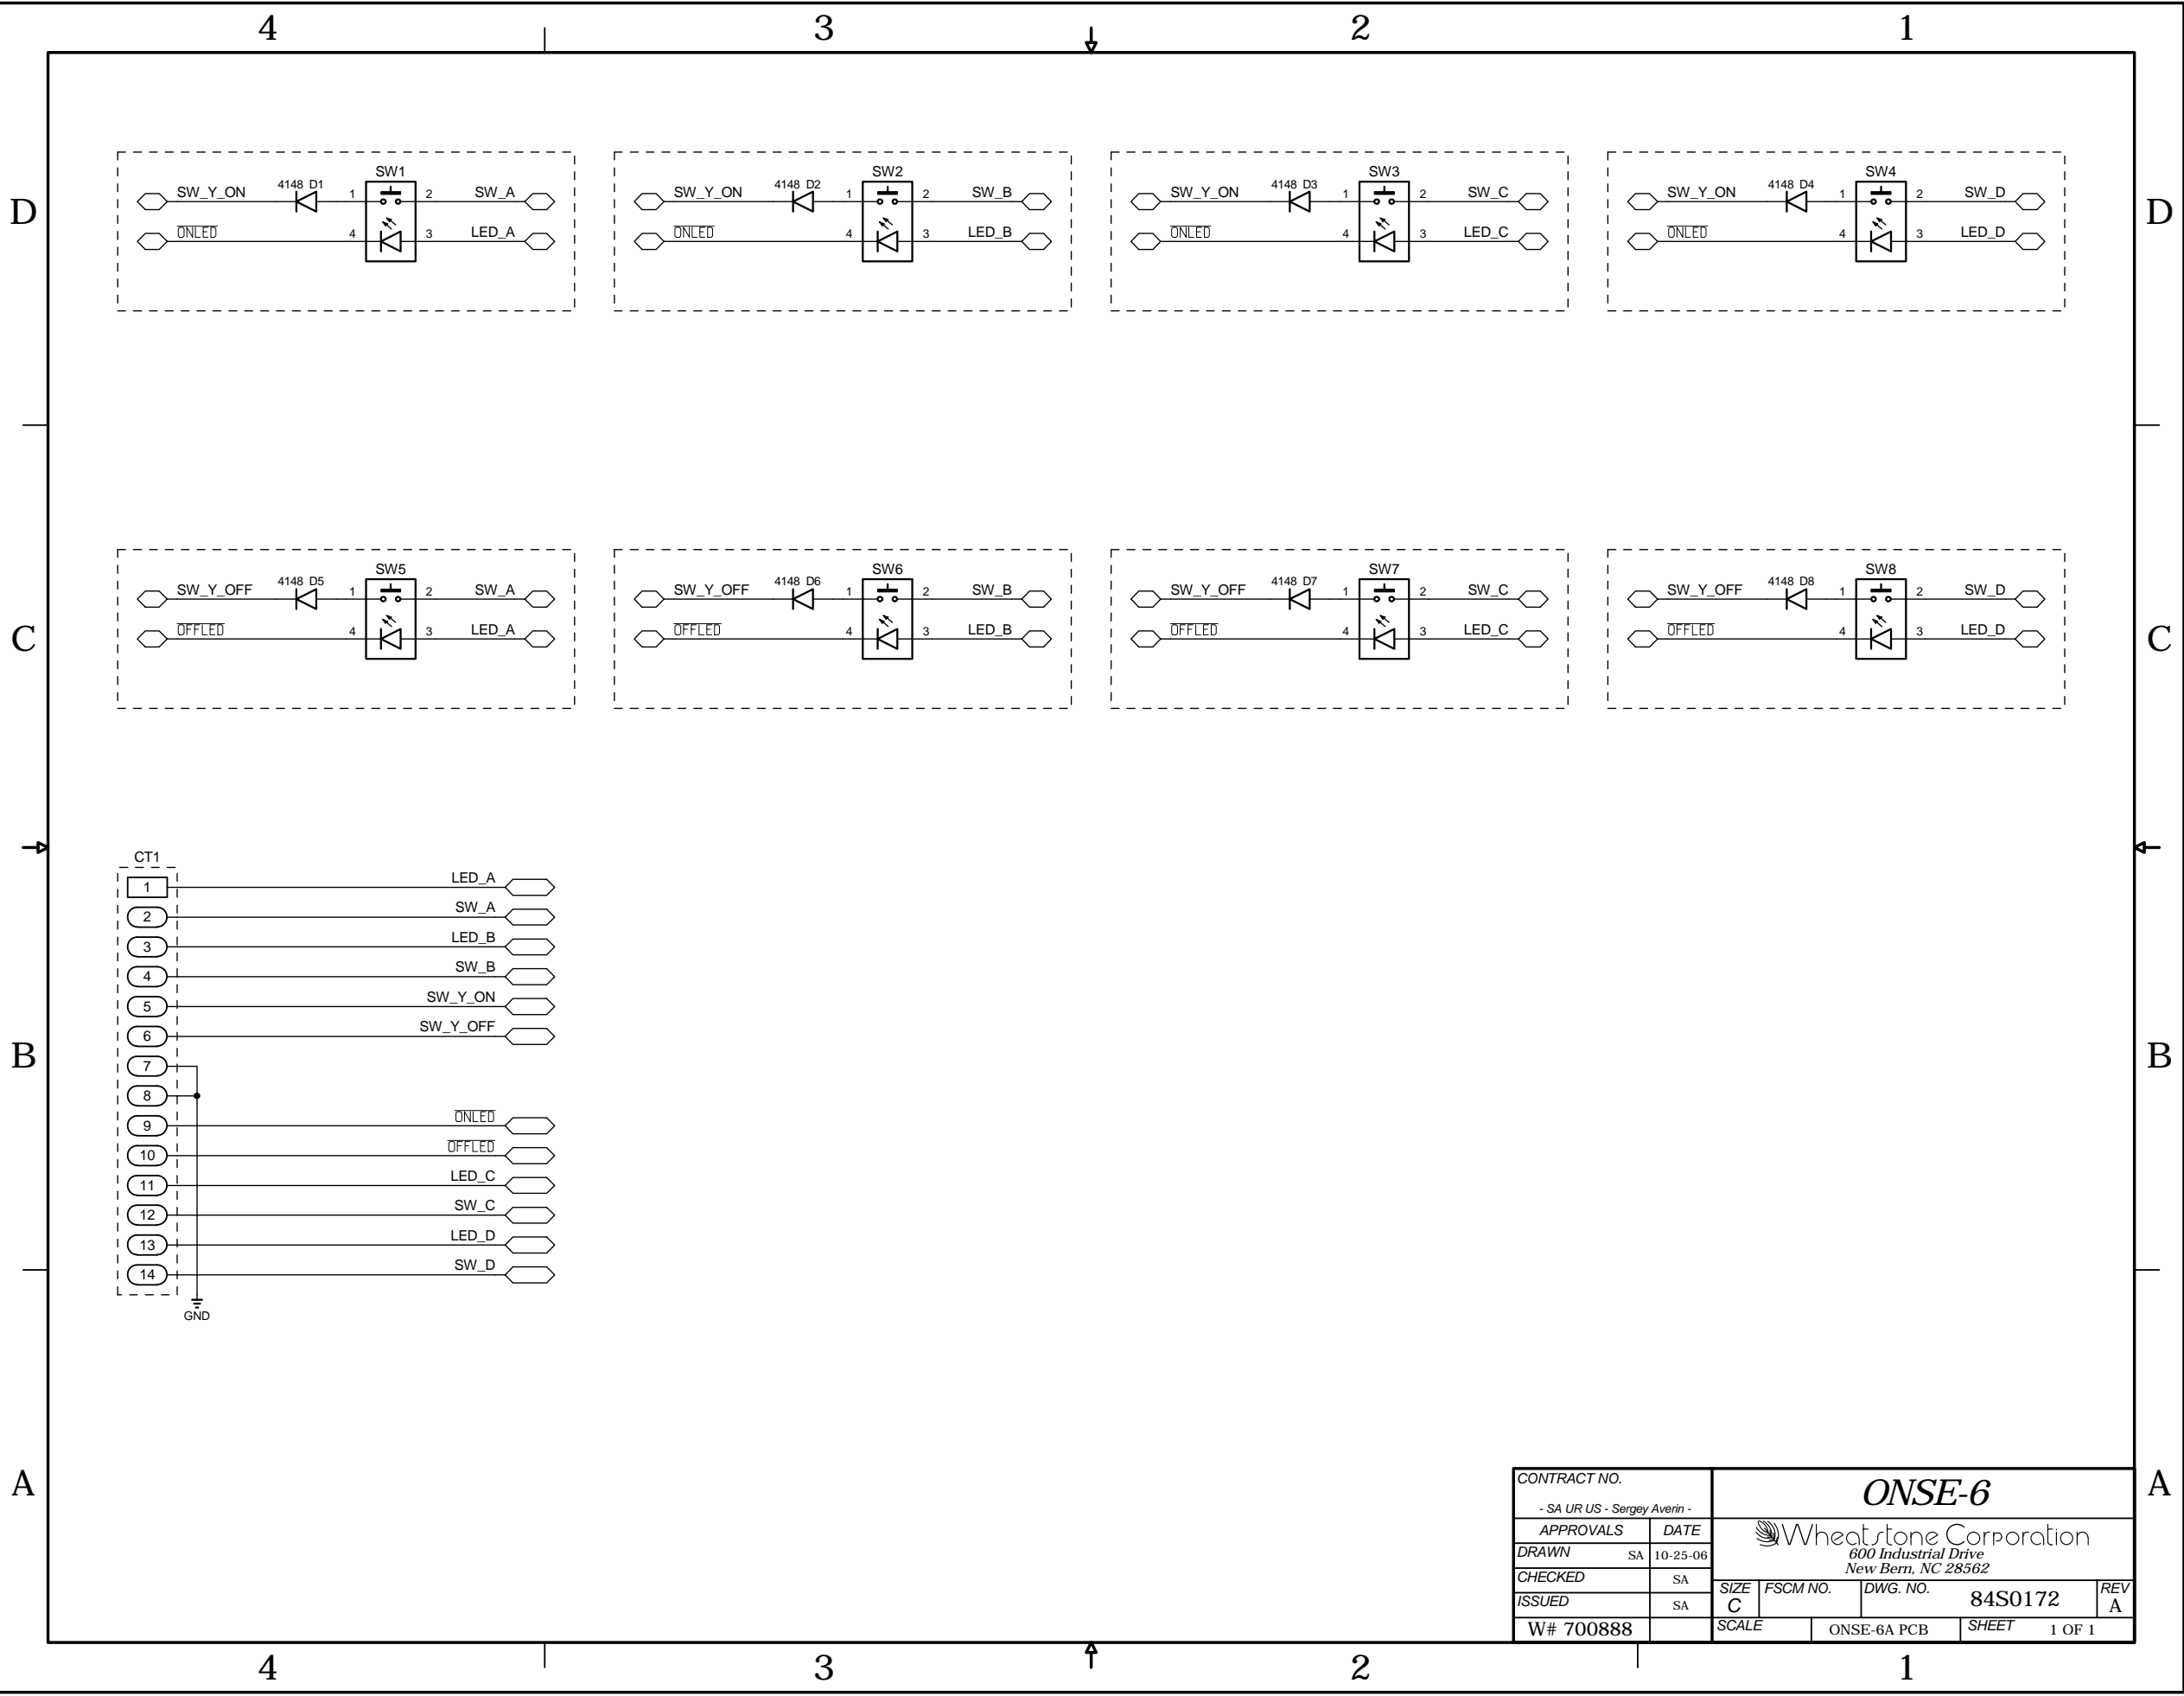 4 3 2 1
SW1 SW2 SW3 SW4
SW_Y_ON 4148 D1 1 2 SW_A SW_Y_ON 4148 D2 1 2 SW_B SW_Y_ON 4148 D3 1 2 SW_C SW_Y_ON 4148 D4 1 2 SW_D
D D
ONLED 4 3 LED_A ONLED 4 3 LED_B ONLED 4 3 LED_C ONLED 4 3 LED_D
SW5 SW6 SW7 SW8
SW_Y_OFF 4148 D5 1 2 SW_A SW_Y_OFF 4148 D6 1 2 SW_B SW_Y_OFF 4148 D7 1 2 SW_C SW_Y_OFF 4148 D8 1 2 SW_D
C OFFLED 4 3 LED_A OFFLED 4 3 LED_B OFFLED 4 3 LED_C OFFLED 4 3 LED_D C
CT1
1 LED_A
2 SW_A
3 LED_B
4 SW_B
5 SW_Y_ON
6 SW_Y_OFF
B 7 B
8
9 ONLED
10 OFFLED
11 LED_C
12 SW_C
13 LED_D
14 SW_D
GND
A A
CONTRACT NO.
- SA UR US - Sergey Averin -
APPROVALS DATE
DRAWN SA 10-25-06
CHECKED SA
ISSUED SA
W# 700888
ONSE-6
Wheatstone Corporation
600 Industrial Drive
New Bern, NC 28562
SIZE C FSCM NO. DWG. NO. 84S0172 REV A
SCALE ONSE-6A PCB SHEET 1 OF 1
4 3 2 1